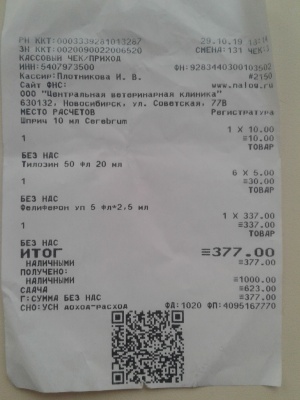 РН ККТ:0003339281013287 29.10.19
ЗН ККТ:0020090022006520 СМЕНА:131 ЧЕК:
КАССОВЫЙ ЧЕК/ПРИХОД
ИНН:5407973500 ФН:9283440300103602
Кассир:Плотникова И. В. #2150
Сайт ФНС: www.nalog.ru
ООО "Центральная ветеринарная клиника"
630132, Новосибирск, ул. Советская, 77В
МЕСТО РАСЧЕТОВ Регистратура
Шприч 10 мл Cerebrum
1 X 10.00
1 ≡10.00
ТОВАР
БЕЗ НДС
Тилозин 50 фл 20 мл
6 X 5.00
1 ≡30.00
ТОВАР
БЕЗ НДС
Фелиферон уп 5 фл*2.5 мл
1 X 337.00
1 ≡337.00
ТОВАР
БЕЗ НДС
ИТОГ ≡377.00
НАЛИЧНЫМИ ≡377.00
ПОЛУЧЕНО:
НАЛИЧНЫМИ ≡1000.00
СДАЧА ≡623.00
Г:СУММА БЕЗ НДС ≡377.00
СНО:УСН ДОХОД-РАСХОД ФД:1020 ФП:4095167770